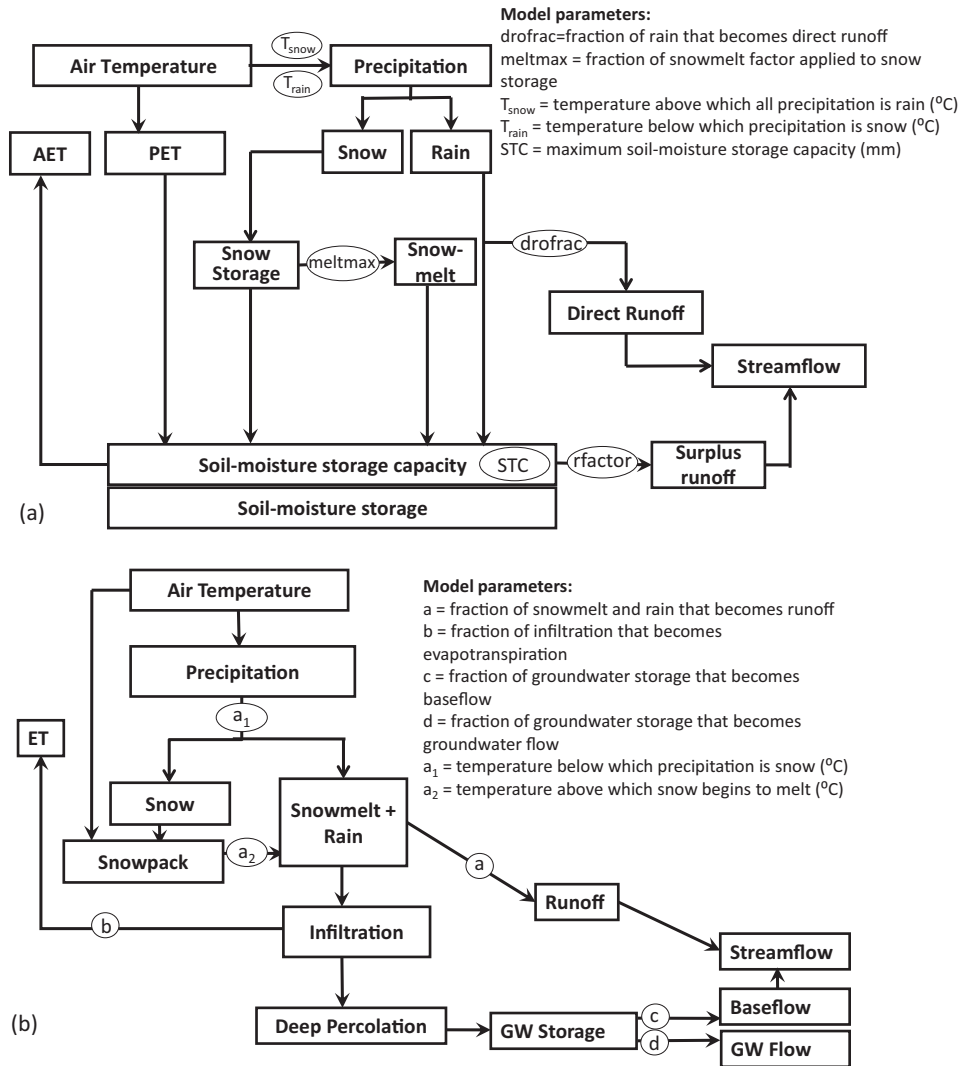 (a)
Model parameters:
drofrac=fraction of rain that becomes direct runoff
meltmax = fraction of snowmelt factor applied to snow
storage
Tsnow = temperature above which all precipitation is rain (⁰C)
Train = temperature below which precipitation is snow (⁰C)
STC = maximum soil-moisture storage capacity (mm)
Air Temperature
Tsnow
Train
Precipitation
AET
PET
Snow
Rain
Snow
Storage
meltmax
Snow-
melt
drofrac
Direct Runoff
Streamflow
Soil-moisture storage capacity
STC
rfactor
Surplus
runoff
Soil-moisture storage
(b)
Air Temperature
Precipitation
Model parameters:
a = fraction of snowmelt and rain that becomes runoff
b = fraction of infiltration that becomes
evapotranspiration
c = fraction of groundwater storage that becomes
baseflow
d = fraction of groundwater storage that becomes
groundwater flow
a₁ = temperature below which precipitation is snow (⁰C)
a₂ = temperature above which snow begins to melt (⁰C)
a₁
ET
Snow
Snowmelt +
Rain
Snowpack
a₂
a
Runoff
b
Infiltration
Streamflow
Deep Percolation
GW Storage
c
d
Baseflow
GW Flow